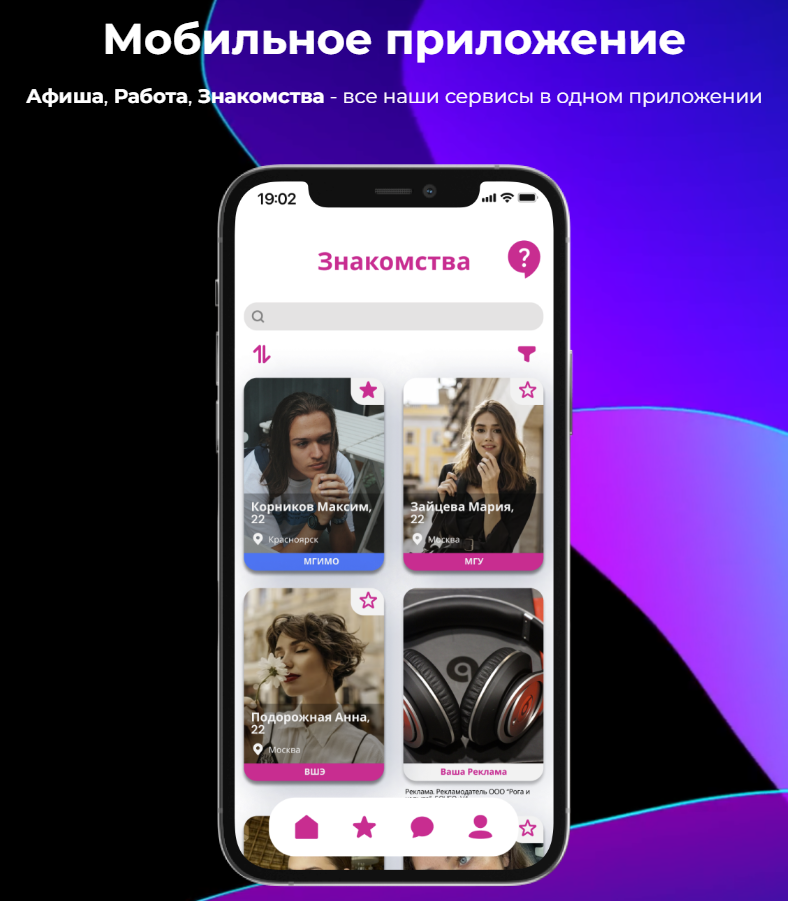 Мобильное приложение
Афиша, Работа, Знакомства - все наши сервисы в одном приложении
19:02
Знакомства
?
Корников Максим,
22
Красноярск
МГИМО
Зайцева Мария,
22
Москва
МГУ
Подорожная Анна,
22
Москва
ВШЭ
Ваша Реклама
Реклама. Рекламодатель ООО "Рога и